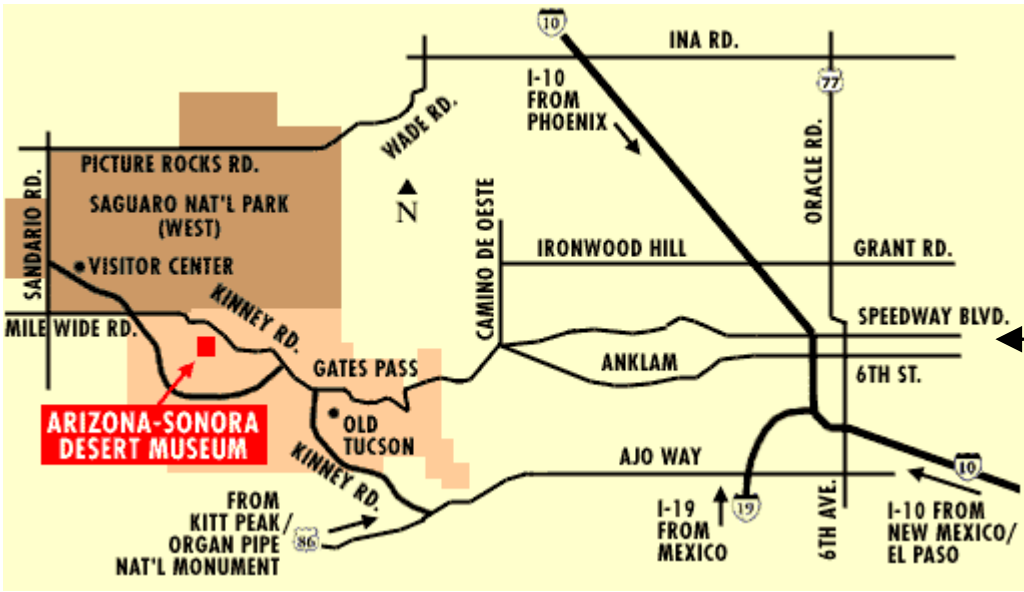 10
INA RD.
I-10
FROM
PHOENIX
77
WADE RD.
ORACLE RD.
PICTURE ROCKS RD.
SANDARIO RD.
SAGUARO NAT'L PARK
(WEST)
N
CAMINO DE OESTE
IRONWOOD HILL
GRANT RD.
VISITOR CENTER
KINNEY RD.
MILE WIDE RD.
SPEEDWAY BLVD.
GATES PASS
ANKLAM
6TH ST.
ARIZONA-SONORA
DESERT MUSEUM
OLD
TUCSON
KINNEY RD.
AJO WAY
10
FROM
KITT PEAK/
ORGAN PIPE
NAT'L MONUMENT
86
I-19
FROM
MEXICO
19
6TH AVE.
I-10 FROM
NEW MEXICO/
EL PASO